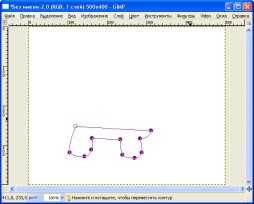 *Без имени-2.0 (RGB, 1 слой) 500x400 - GIMP
Файл Правка Выделение Вид Изображение Слой Цвет Инструменты Фильтры Video Окна Справка
100%
Нажмите и потащите, чтобы переместить контур